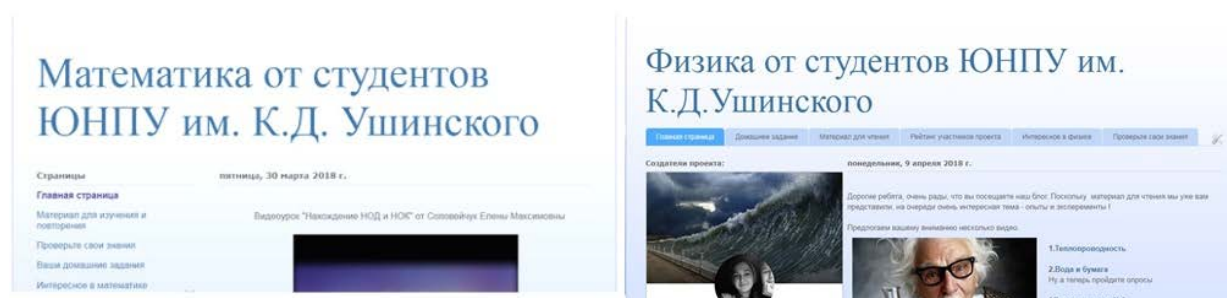 Математика от студентов
ЮНПУ им. К.Д. Ушинского
Страницы
Главная страница
Материал для изучения и
повторения
Проверьте свои знания
Ваши домашние задания
Интересное в математике
пятница, 30 марта 2018 г.
Видеоурок "Нахождение НОД и НОК" от Соловейчук Елены Максимовны
Физика от студентов ЮНПУ им.
К.Д.Ушинского
Главная страница
Домашнее задание
Материал для чтения
Рейтинг участников проекта
Интересное в физике
Проверьте свои знания
Создатели проекта:
понедельник, 9 апреля 2018 г.
Дорогие ребята, очень рады, что вы посещаете наш блог. Поскольку материал для чтения мы уже вам
представили, на очереди очень интересная тема - опыты и эксперименты !
Предлогаем вашему вниманию несколько видео.
1.Теплопроводность
2.Вода и бумага
Ну а теперь пройдите опросы